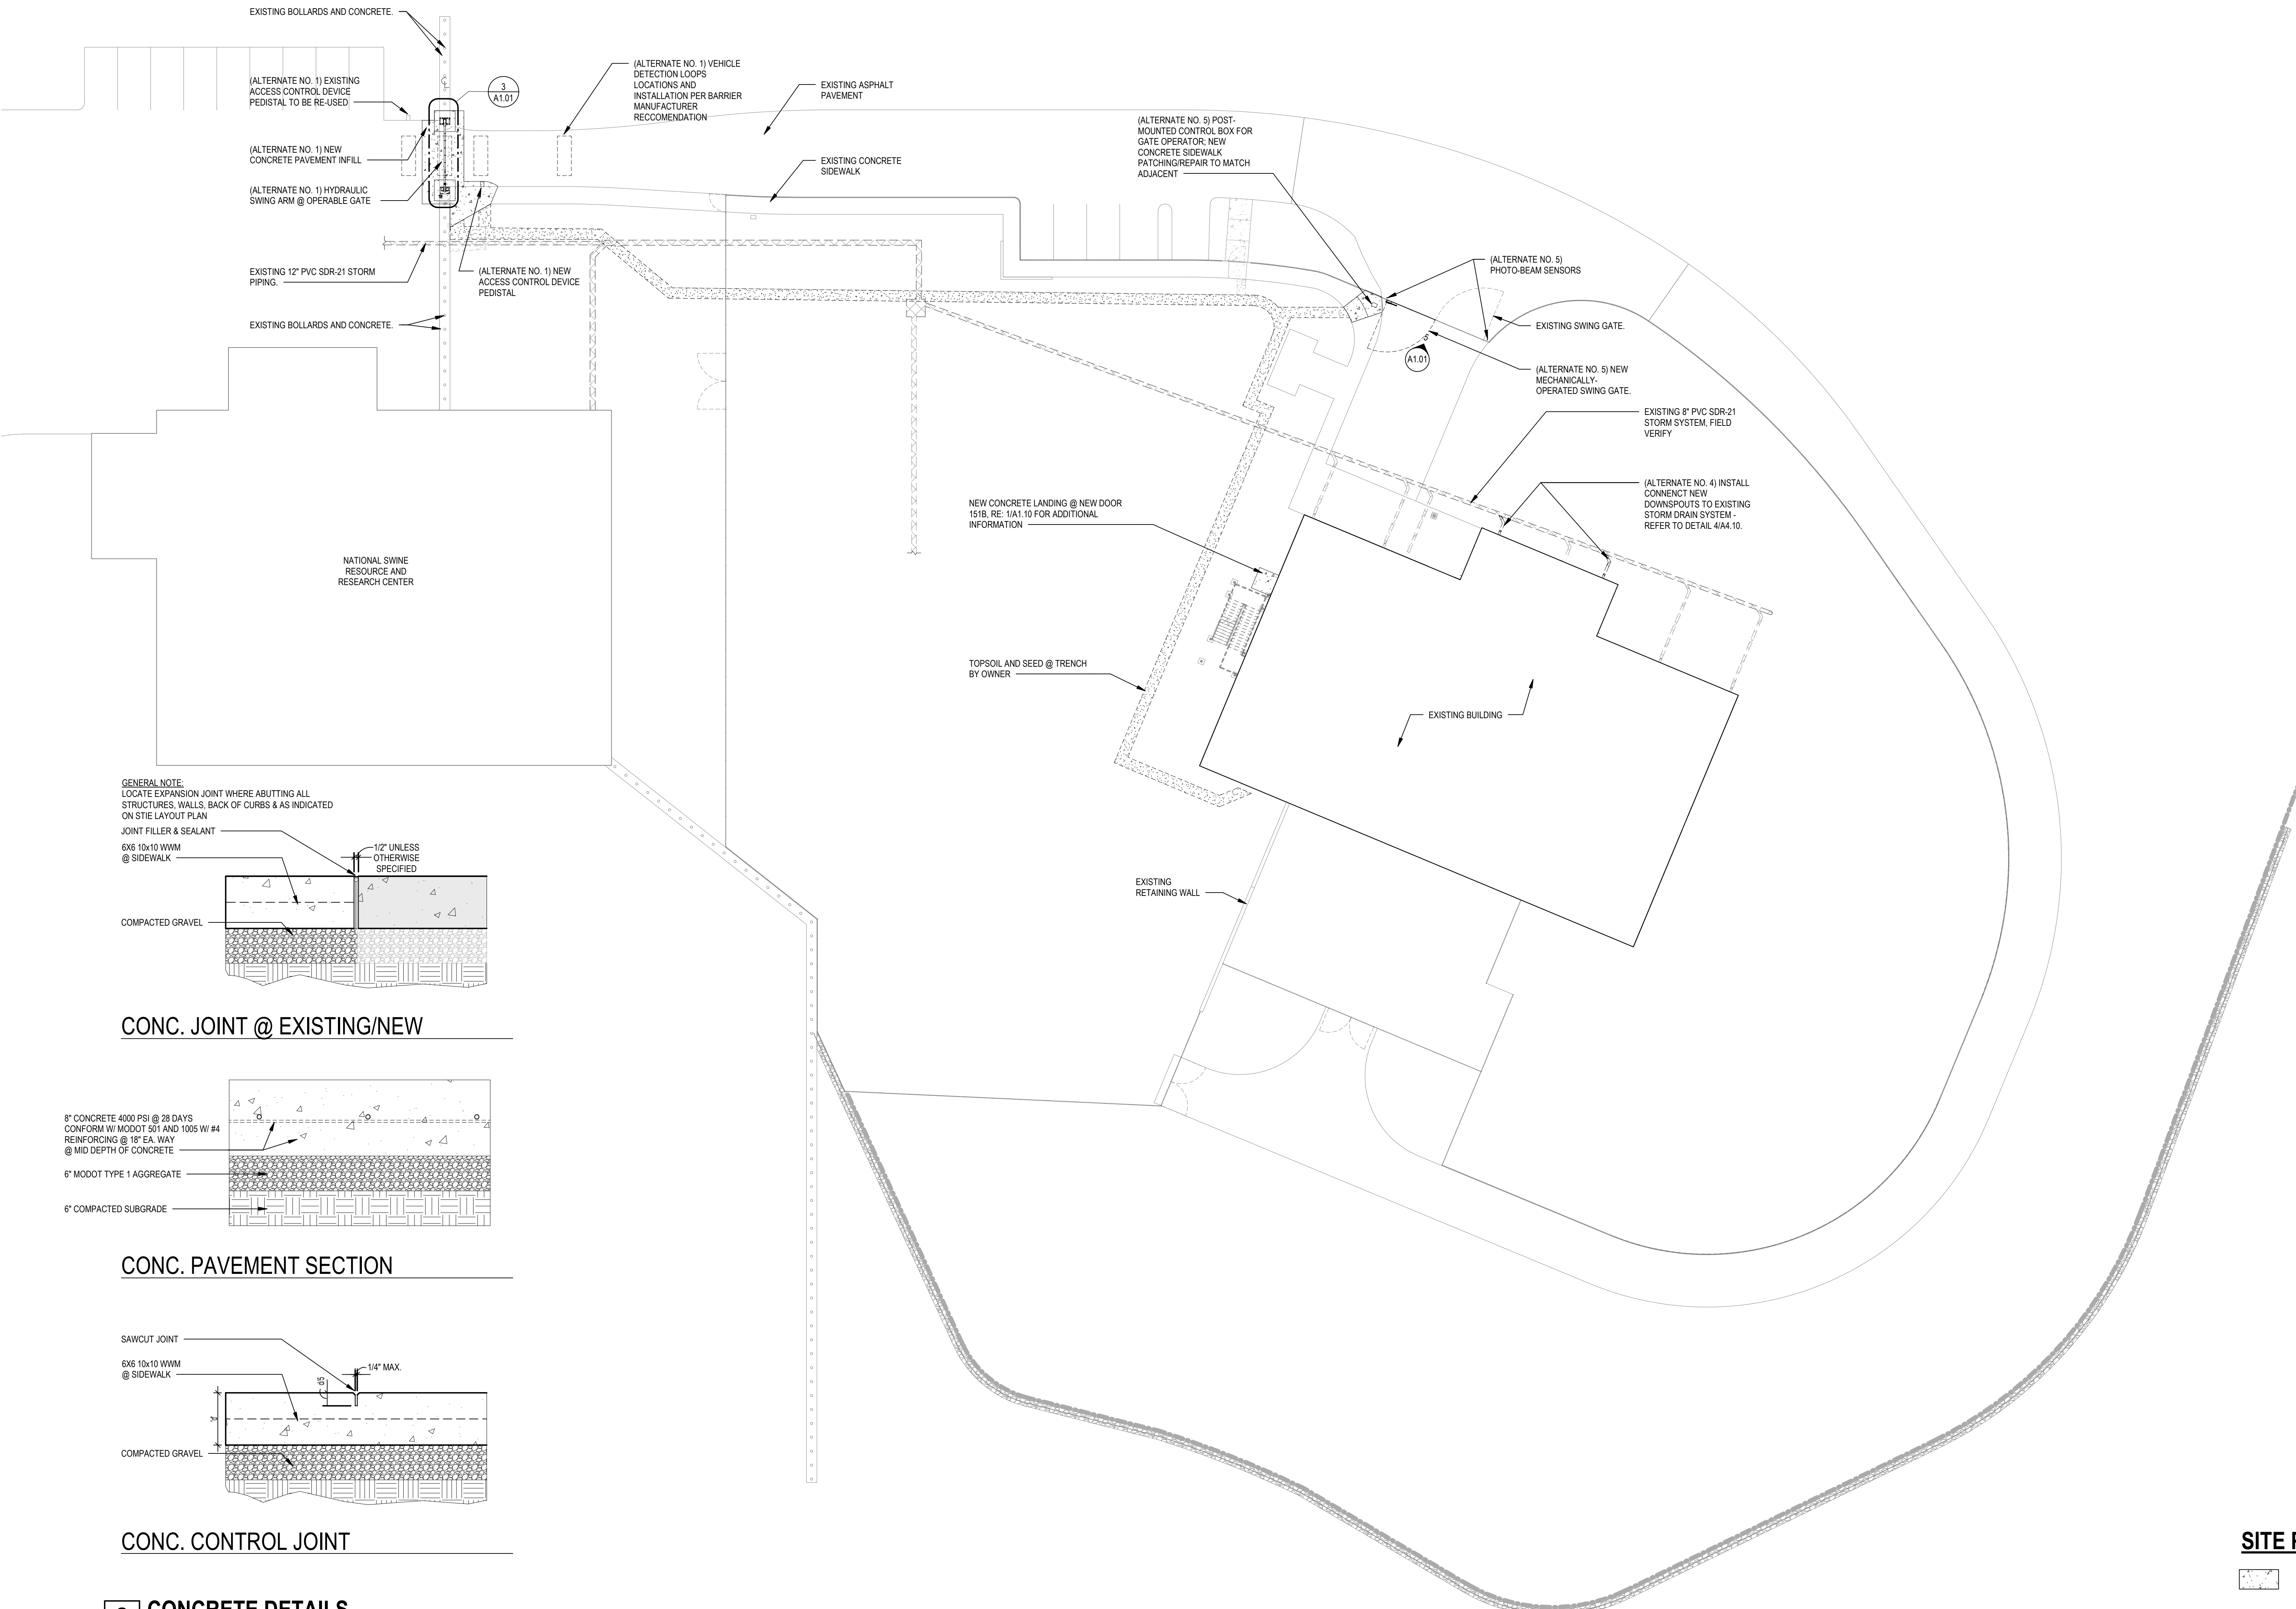 EXISTING BOLLARDS AND CONCRETE.
(ALTERNATE NO. 1) EXISTING
ACCESS CONTROL DEVICE
PEDISTAL TO BE RE-USED
3
A1.01
(ALTERNATE NO. 1) VEHICLE
DETECTION LOOPS
LOCATIONS AND
INSTALLATION PER BARRIER
MANUFACTURER
RECCOMENDATION
EXISTING ASPHALT
PAVEMENT
(ALTERNATE NO. 1) NEW
CONCRETE PAVEMENT INFILL
EXISTING CONCRETE
SIDEWALK
(ALTERNATE NO. 5) POST-
MOUNTED CONTROL BOX FOR
GATE OPERATOR; NEW
CONCRETE SIDEWALK
PATCHING/REPAIR TO MATCH
ADJACENT
(ALTERNATE NO. 1) HYDRAULIC
SWING ARM @ OPERABLE GATE
EXISTING 12" PVC SDR-21 STORM
PIPING.
(ALTERNATE NO. 1) NEW
ACCESS CONTROL DEVICE
PEDISTAL
EXISTING BOLLARDS AND CONCRETE.
(ALTERNATE NO. 5)
PHOTO-BEAM SENSORS
EXISTING SWING GATE.
5
A1.01
(ALTERNATE NO. 5) NEW
MECHANICALLY-
OPERATED SWING GATE.
EXISTING 8" PVC SDR-21
STORM SYSTEM, FIELD
VERIFY
(ALTERNATE NO. 4) INSTALL
CONNENCT NEW
DOWNSPOUTS TO EXISTING
STORM DRAIN SYSTEM -
REFER TO DETAIL 4/A4.10.
NEW CONCRETE LANDING @ NEW DOOR
151B, RE: 1/A1.10 FOR ADDITIONAL
INFORMATION
NATIONAL SWINE
RESOURCE AND
RESEARCH CENTER
TOPSOIL AND SEED @ TRENCH
BY OWNER
EXISTING BUILDING
EXISTING
RETAINING WALL
GENERAL NOTE:
LOCATE EXPANSION JOINT WHERE ABUTTING ALL
STRUCTURES, WALLS, BACK OF CURBS & AS INDICATED
ON STIE LAYOUT PLAN
JOINT FILLER & SEALANT
6X6 10x10 WWM
@ SIDEWALK
1/2" UNLESS
OTHERWISE
SPECIFIED
COMPACTED GRAVEL
CONC. JOINT @ EXISTING/NEW
8" CONCRETE 4000 PSI @ 28 DAYS
CONFORM W/ MODOT 501 AND 1005 W/ #4
REINFORCING @ 18" EA. WAY
@ MID DEPTH OF CONCRETE
6" MODOT TYPE 1 AGGREGATE
6" COMPACTED SUBGRADE
CONC. PAVEMENT SECTION
SAWCUT JOINT
6X6 10x10 WWM
@ SIDEWALK
1/4" MAX.
COMPACTED GRAVEL
CONC. CONTROL JOINT
CONCRETE DETAILS
SITE